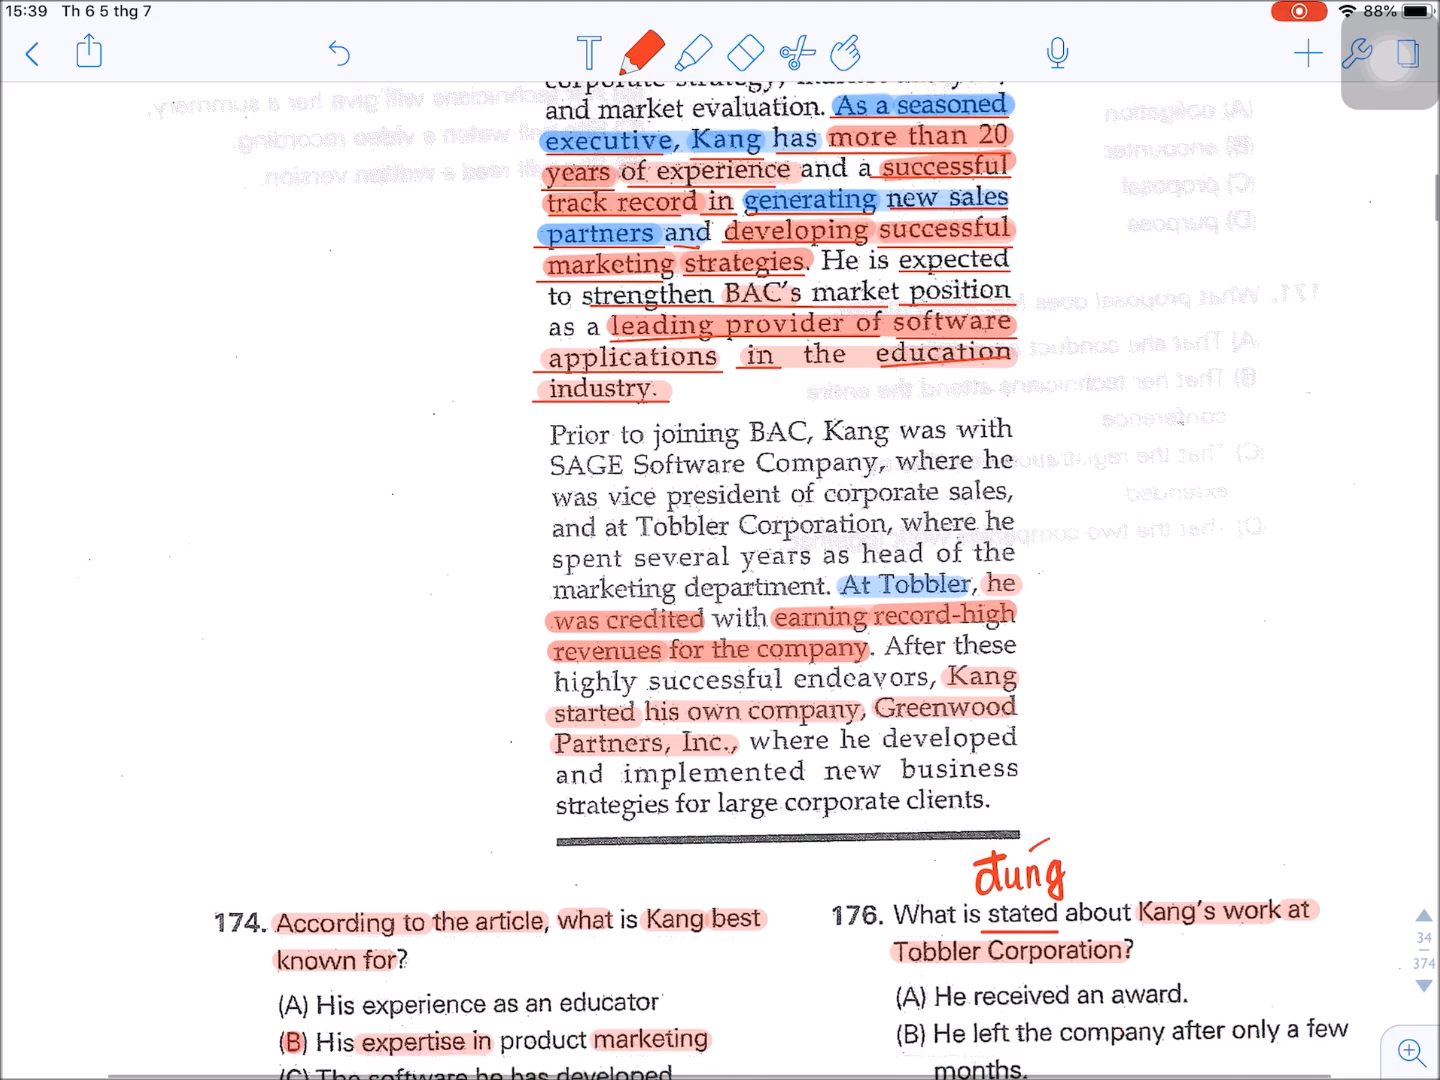 15:39 Th 6 5 thg 7
88%
and market evaluation. As a seasoned
executive, Kang has more than 20
years of experience and a successful
track record in generating new sales
partners and developing successful
marketing strategies. He is expected
to strengthen BAC's market position
as a leading provider of software
applications in the education
industry.
Prior to joining BAC, Kang was with
SAGE Software Company, where he
was vice president of corporate sales,
and at Tobbler Corporation, where he
spent several years as head of the
marketing department. At Tobbler, he
was credited with earning record-high
revenues for the company. After these
highly successful endeavors, Kang
started his own company, Greenwood
Partners, Inc., where he developed
and implemented new business
strategies for large corporate clients.
174. According to the article, what is Kang best
known for?
(A) His experience as an educator
(B) His expertise in product marketing
(C) The software he has developed
đúng
176. What is stated about Kang's work at
Tobbler Corporation?
(A) He received an award.
(B) He left the company after only a few
months.
34
374